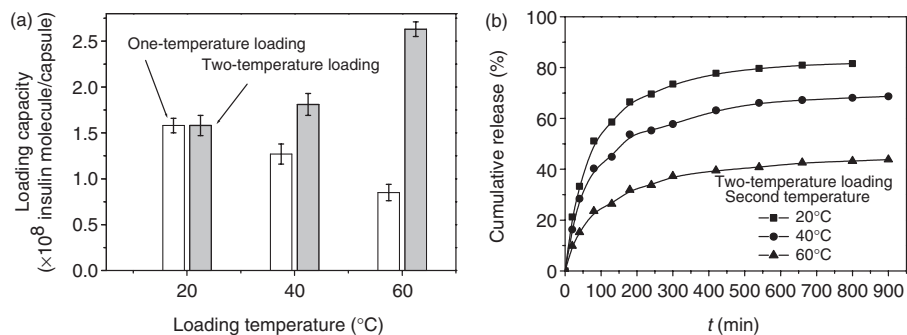 (a)
Loading capacity
(×10⁸ insulin molecule/capsule)
2.5
2.0
1.5
1.0
0.5
0.0
One-temperature loading
Two-temperature loading
20
40
60
Loading temperature (°C)
(b)
Cumulative release (%)
100
80
60
40
20
0
Two-temperature loading
Second temperature
20°C
40°C
60°C
0 100 200 300 400 500 600 700 800 900
t (min)